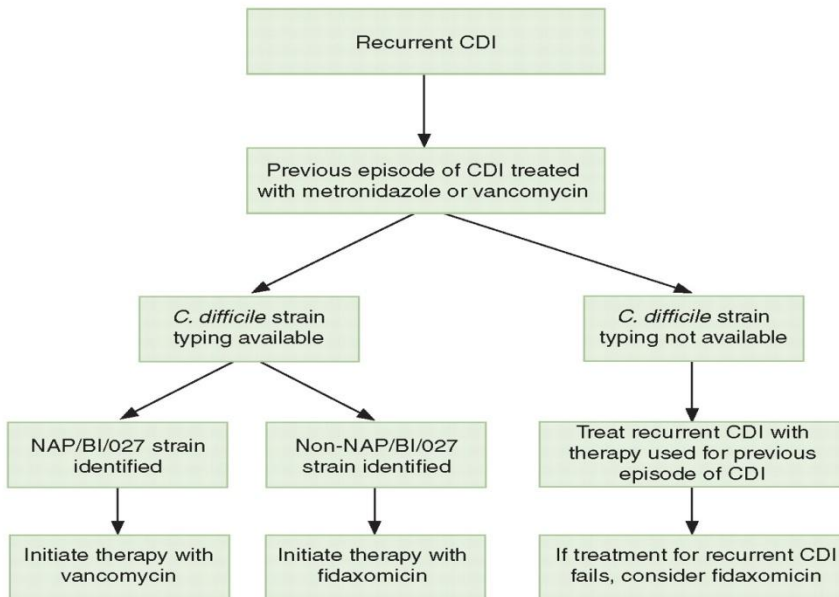 Recurrent CDI
Previous episode of CDI treated
with metronidazole or vancomycin
C. difficile strain
typing available
C. difficile strain
typing not available
NAP/BI/027 strain
identified
Non-NAP/BI/027
strain identified
Treat recurrent CDI with
therapy used for previous
episode of CDI
Initiate therapy with
vancomycin
Initiate therapy with
fidaxomicin
If treatment for recurrent CDI
fails, consider fidaxomicin